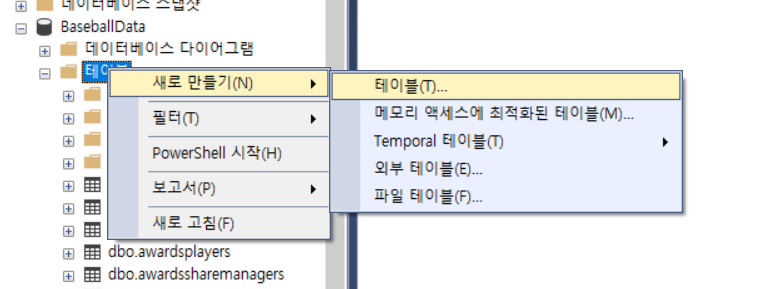 데이터베이스 스냅샷
BaseballData
데이터베이스 다이어그램
새로 만들기(N)
필터(T)
PowerShell 시작(H)
보고서(P)
새로 고침(F)
테이블(T)...
메모리 액세스에 최적화된 테이블(M)...
Temporal 테이블(T)
외부 테이블(E)...
파일 테이블(F)...
dbo.awardsplayers
dbo.awardssharemanagers